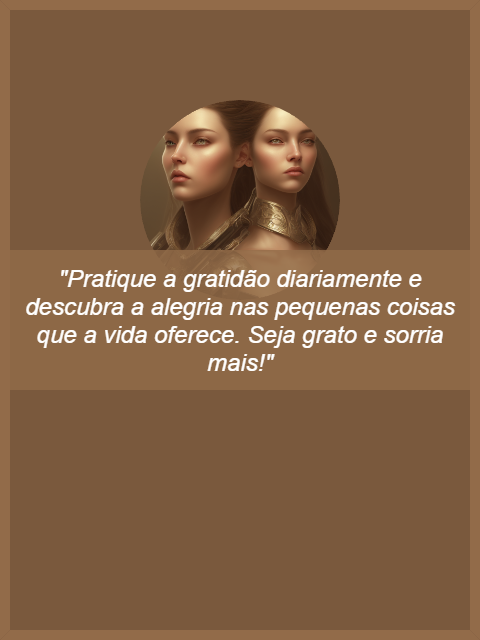 "Pratique a gratidão diariamente e
descubra a alegria nas pequenas coisas
que a vida oferece. Seja grato e sorria
mais!"